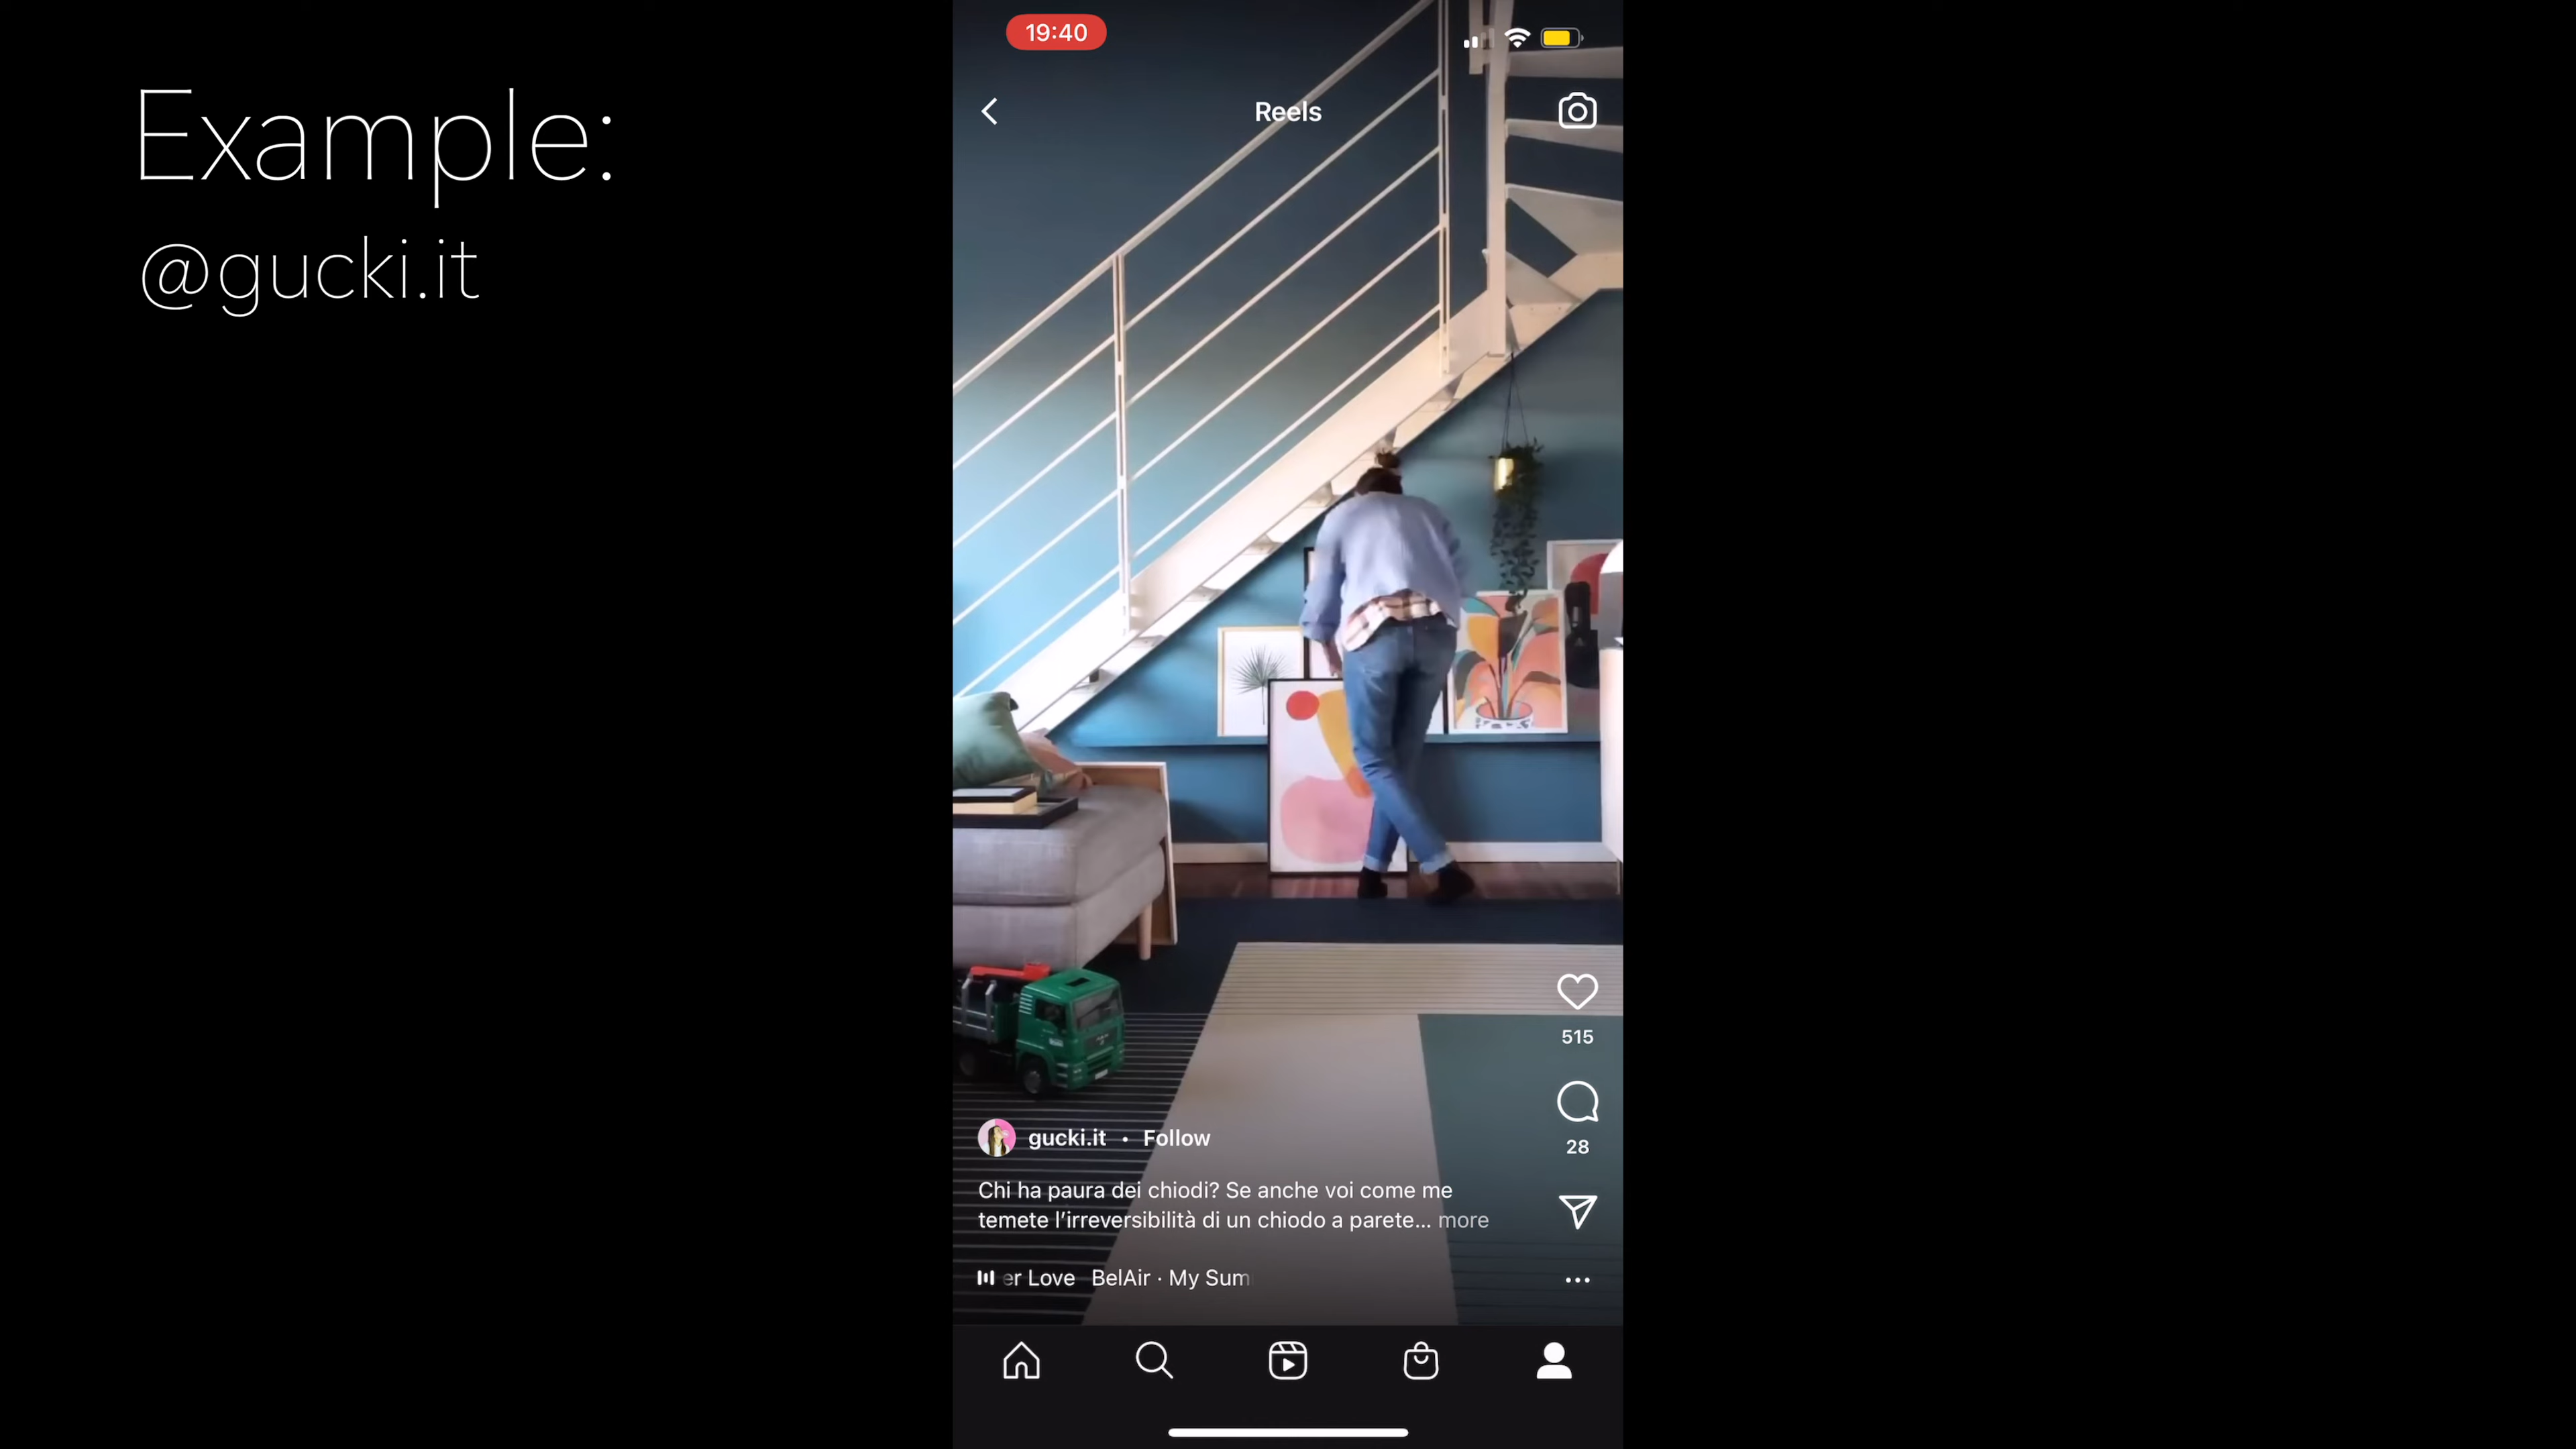 Example:
@gucki.it
19:40
Reels
515
28
gucki.it • Follow
Chi ha paura dei chiodi? Se anche voi come me
temete l'irreversibilità di un chiodo a parete... more
er Love BelAir · My Sum